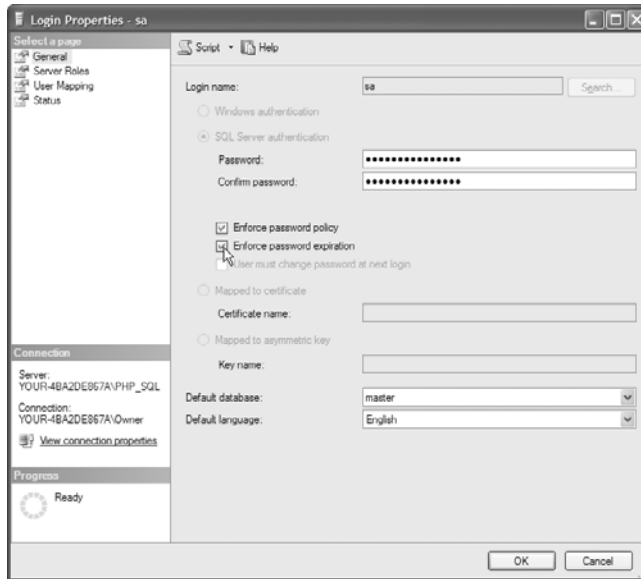 Login Properties - sa
Select a page
General
Server Roles
User Mapping
Status
Script
Help
Login name:
sa
Search...
Windows authentication
SQL Server authentication
Password:
•••••••••••••••
Confirm password:
•••••••••••••••
Enforce password policy
Enforce password expiration
User must change password at next login
Mapped to certificate
Certificate name:
Mapped to asymmetric key
Key name:
Default database:
master
Default language:
English
Connection
Server:
YOUR-4BA2DE867A\PHP_SQL
Connection:
YOUR-4BA2DE867A\Owner
View connection properties
Progress
Ready
OK
Cancel